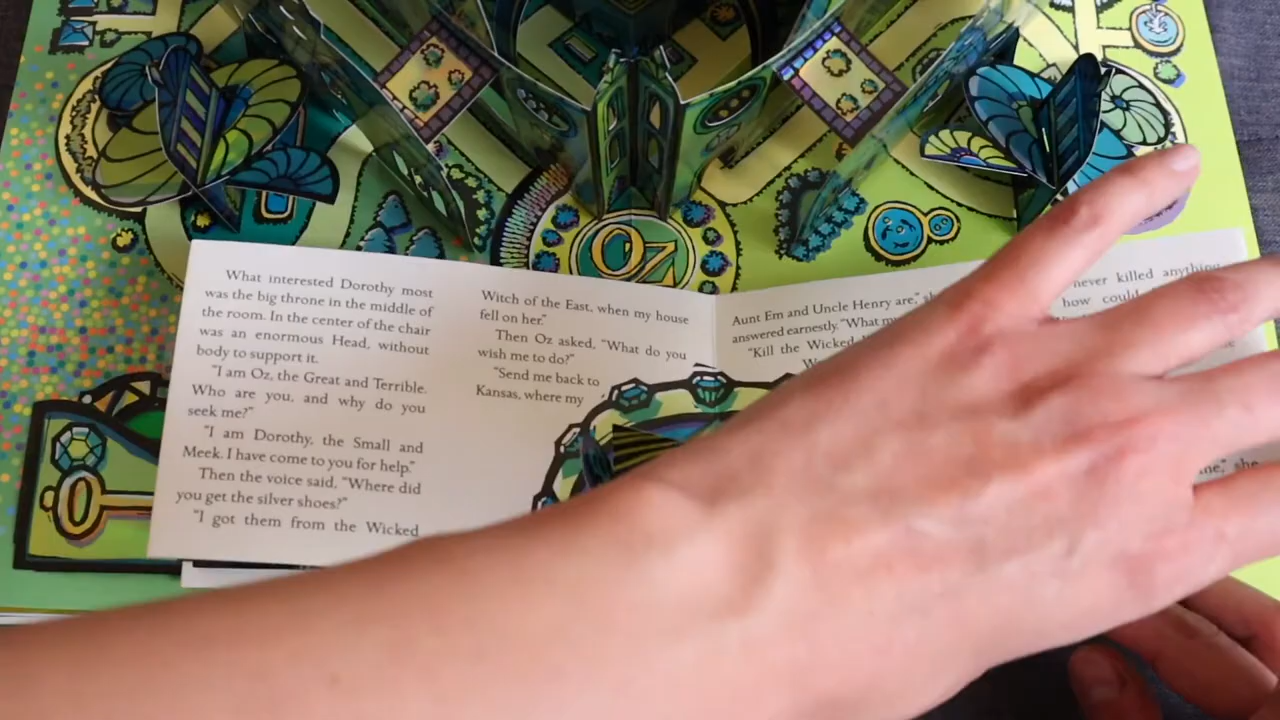 Oz
What interested Dorothy most
was the big throne in the middle of
the room. In the center of the chair
was an enormous Head, without
body to support it.
"I am Oz, the Great and Terrible.
Who are you, and why do you
seek me?"
"I am Dorothy, the Small and
Meek. I have come to you for help."
Then the voice said, "Where did
you get the silver shoes?"
"I got them from the Wicked
Witch of the East, when my house
fell on her."
Then Oz asked, "What do you
wish me to do?"
"Send me back to
Kansas, where my
Aunt Em and Uncle Henry are,"
answered earnestly. "What
"Kill the Wicked
never killed anything
how could
she